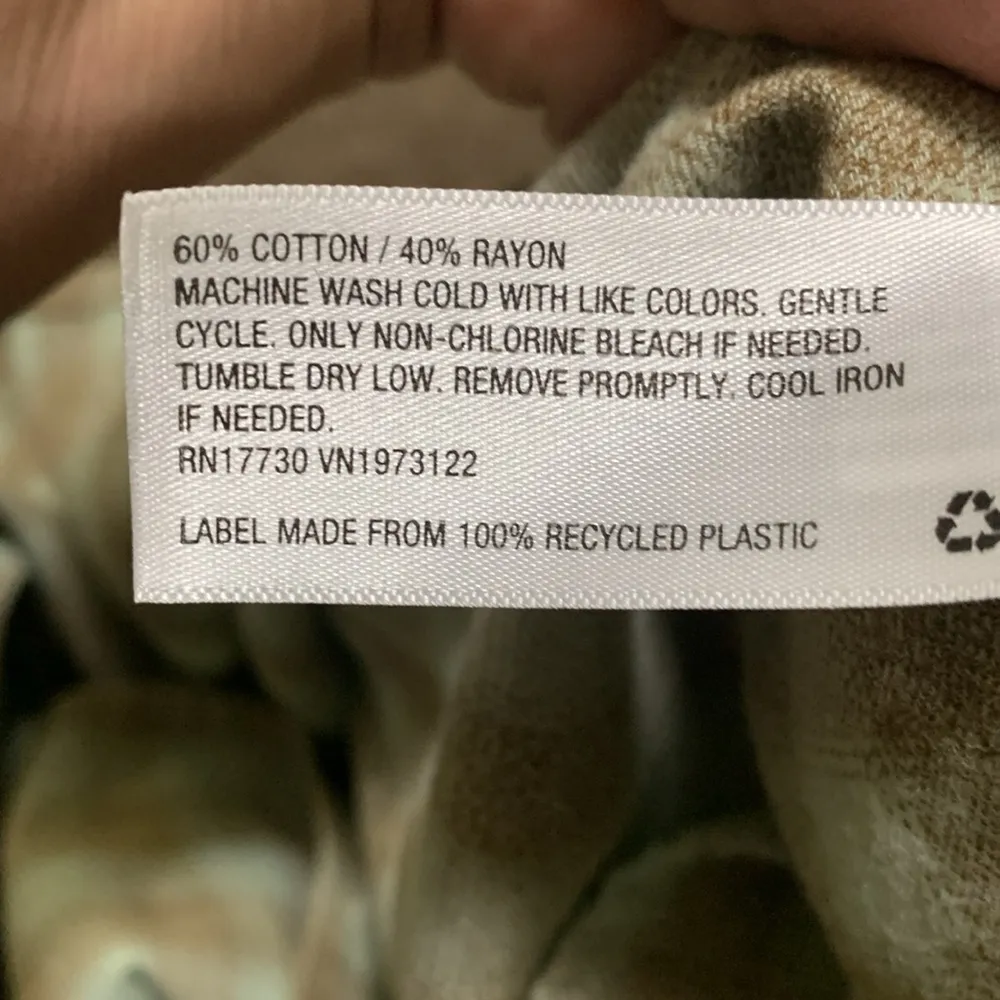 60% COTTON / 40% RAYON
MACHINE WASH COLD WITH LIKE COLORS. GENTLE
CYCLE. ONLY NON-CHLORINE BLEACH IF NEEDED.
TUMBLE DRY LOW. REMOVE PROMPTLY. COOL IRON
IF NEEDED.
RN17730 VN1973122
LABEL MADE FROM 100% RECYCLED PLASTIC